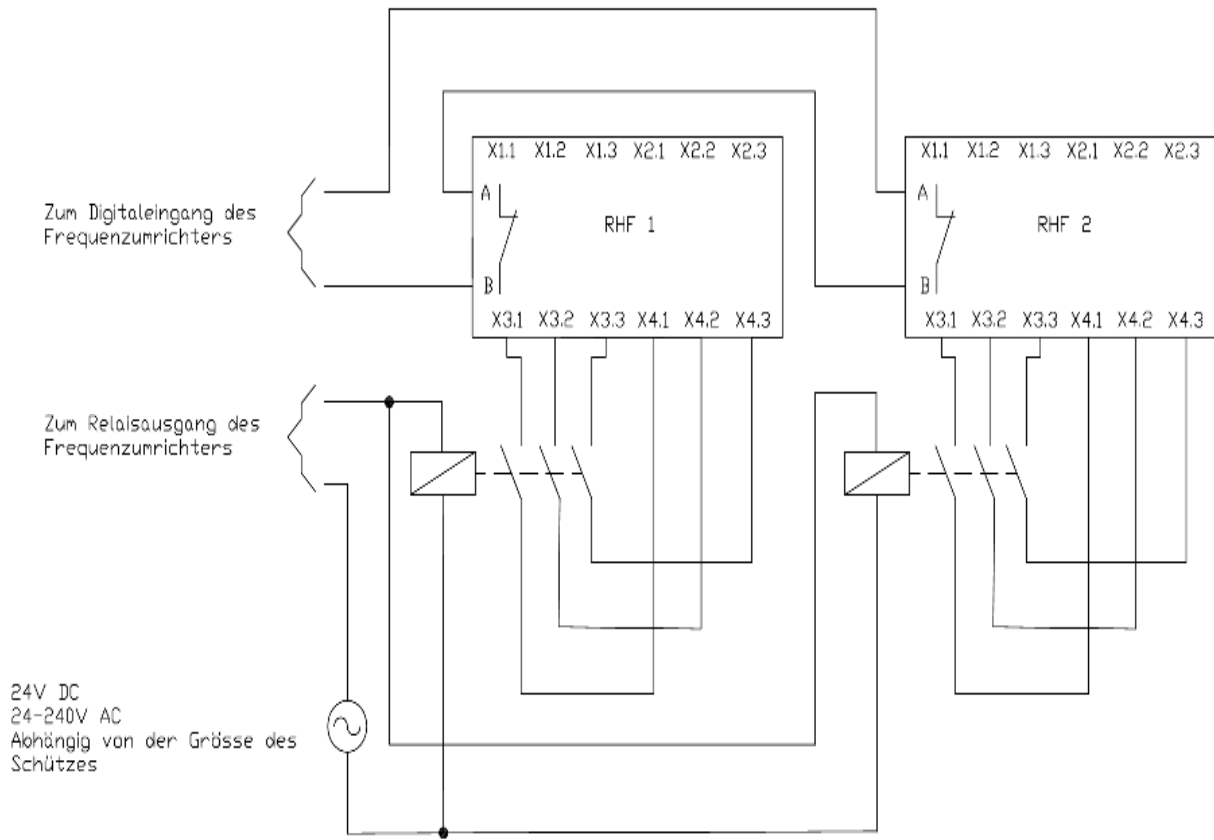 X1.1 X1.2 X1.3 X2.1 X2.2 X2.3
A
RHF 1
B
X3.1 X3.2 X3.3 X4.1 X4.2 X4.3
X1.1 X1.2 X1.3 X2.1 X2.2 X2.3
A
RHF 2
B
X3.1 X3.2 X3.3 X4.1 X4.2 X4.3
Zum Digitaleingang des
Frequenzumrichters
Zum Relaisausgang des
Frequenzumrichters
24V DC
24-240V AC
Abhängig von der Grösse des
Schützes